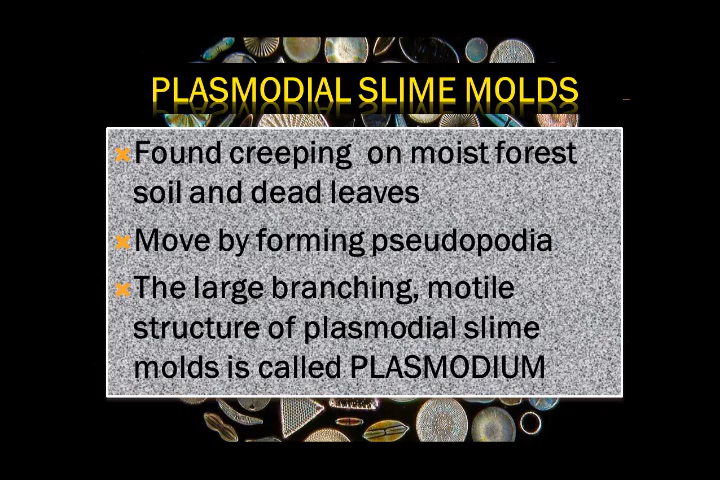 PLASMODIAL SLIME MOLDS
Found creeping  on moist forest
soil and dead leaves
Move by forming pseudopodia
The large branching, motile
structure of plasmodial slime
molds is called PLASMODIUM